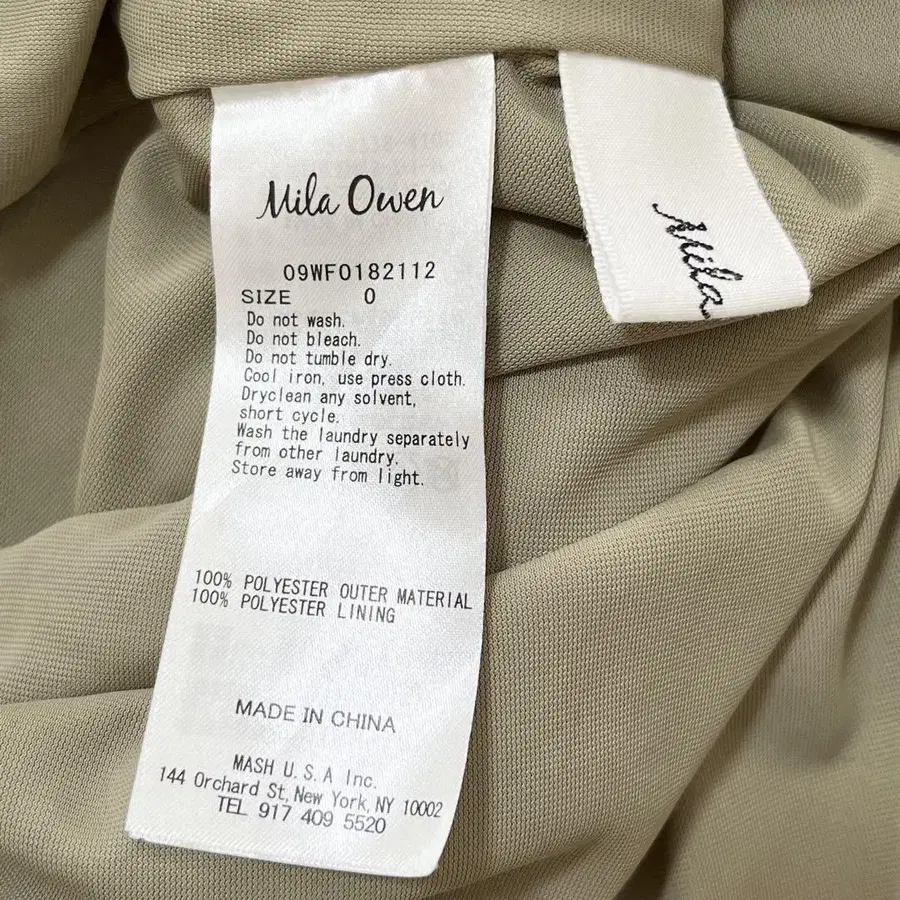 Mila Owen
09WFO182112
SIZE 0
Do not wash.
Do not bleach.
Do not tumble dry.
Cool iron, use press cloth.
Dryclean any solvent,
short cycle.
Wash the laundry separately
from other laundry.
Store away from light.
100% POLYESTER OUTER MATERIAL
100% POLYESTER LINING
MADE IN CHINA
MASH U.S.A Inc.
144 Orchard St, New York, NY 10002
TEL 917 409 5520
Mila